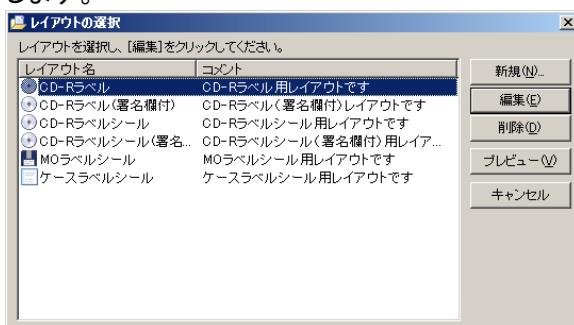 します。
レイアウトの選択
レイアウトを選択し、[編集]をクリックしてください。
レイアウト名 コメント
CD-Rラベル CD-Rラベル用レイアウトです
CD-Rラベル(署名欄付) CD-Rラベル(署名欄付)レイアウトです
CD-Rラベルシール CD-Rラベルシール用レイアウトです
CD-Rラベルシール(署名... CD-Rラベルシール(署名欄付)用レイア...
MOラベルシール MOラベルシール用レイアウトです
ケースラベルシール ケースラベルシール用レイアウトです
新規(N)...
編集(E)
削除(D)
プレビュー(V)
キャンセル